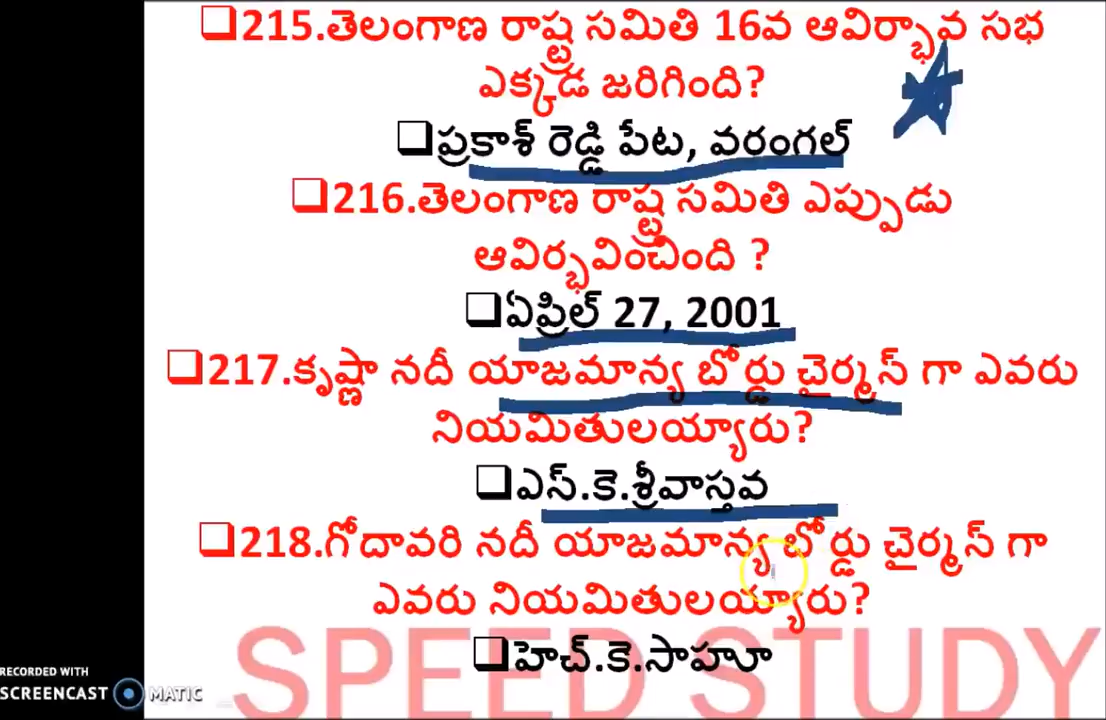 215.తెలంగాణ రాష్ట్ర సమితి 16వ ఆవిర్భావ సభ
ఎక్కడ జరిగింది?
ప్రకాశ్ రెడ్డి పేట, వరంగల్
216.తెలంగాణ రాష్ట్ర సమితి ఎప్పుడు
ఆవిర్భవించింది ?
ఏప్రిల్ 27, 2001
217.కృష్ణా నదీ యాజమాన్య బోర్డు చైర్మన్ గా ఎవరు
నియమితులయ్యారు?
ఎస్.కె.శ్రీవాస్తవ
218.గోదావరి నదీ యాజమాన్య బోర్డు చైర్మన్ గా
ఎవరు నియమితులయ్యారు?
హెచ్.కె.సాహూ
SPEED STUDY
RECORDED WITH
SCREENCAST MATIC